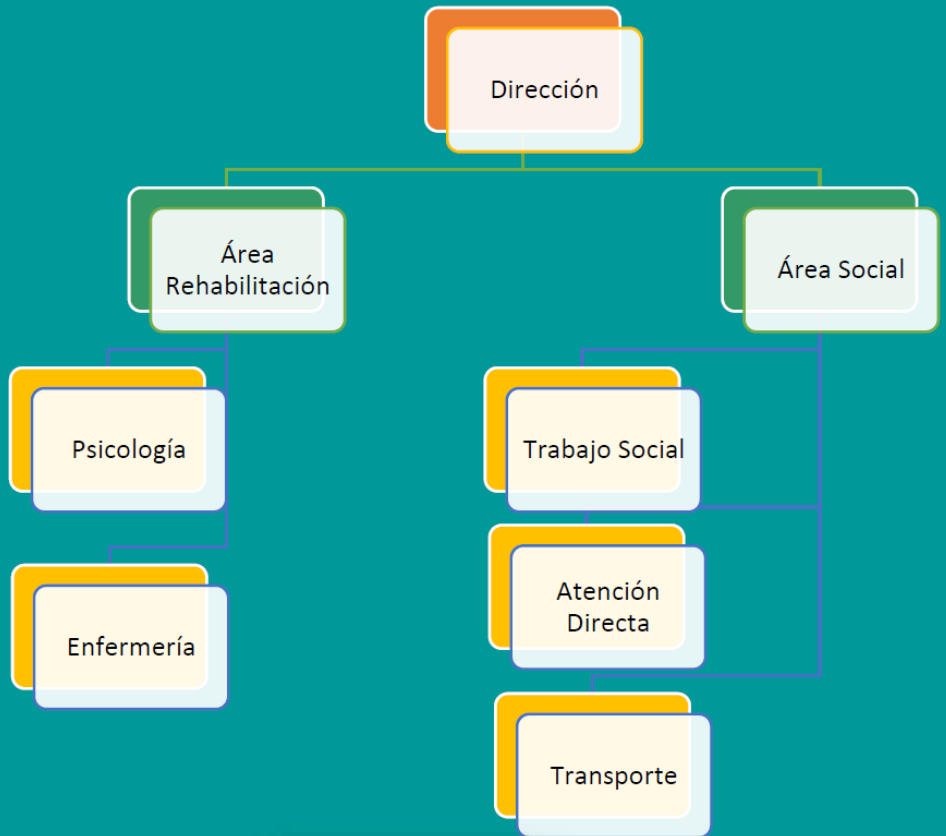 Dirección
Área
Rehabilitación
Área Social
Psicología
Trabajo Social
Atención
Directa
Enfermería
Transporte